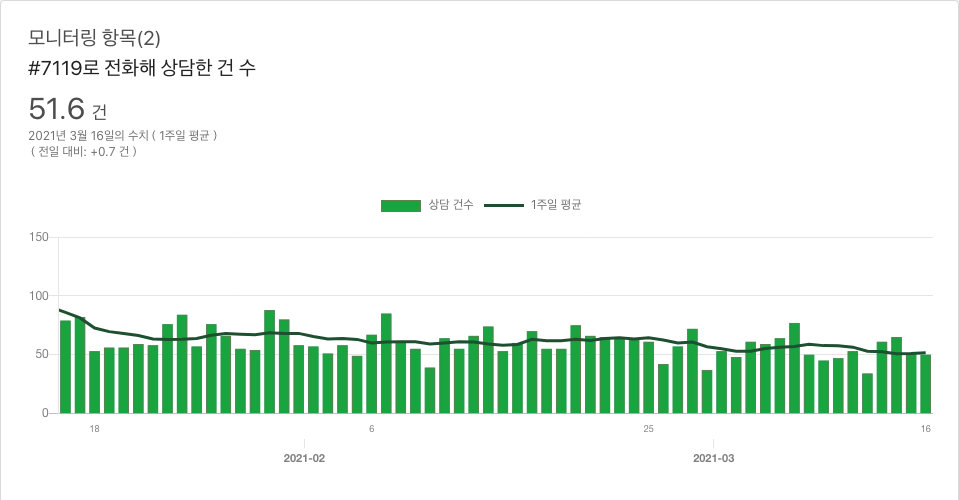 모니터링 항목(2)
#7119로 전화해 상담한 건 수
51.6 건
2021년 3월 16일의 수치 ( 1주일 평균 )
( 전일 대비: +0.7 건 )
상담 건수 1주일 평균
150
100
50
0
18 6 25 16
2021-02 2021-03